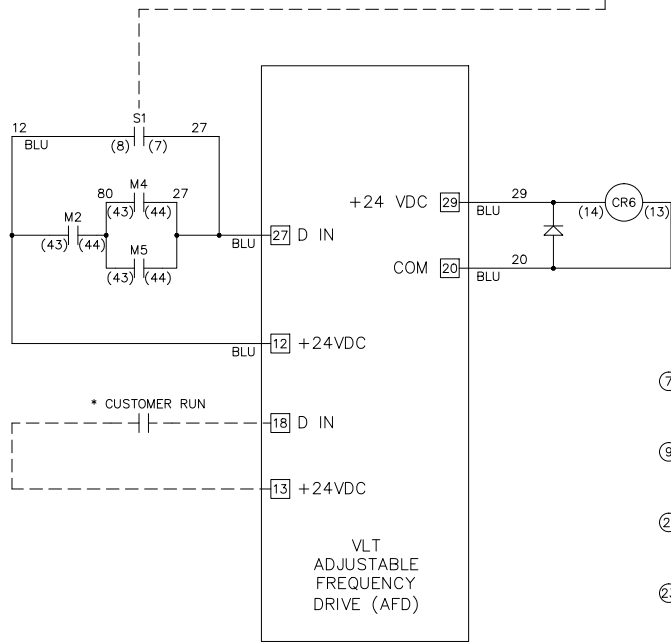 S1
12
27
BLU
(8)
(7)
M4
80
27
(43)
(44)
M2
(43)
(44)
M5
(43)
(44)
BLU
27 D IN
BLU
12 +24VDC
* CUSTOMER RUN
18 D IN
13 +24VDC
+24 VDC 29
29
BLU
(14)
CR6
(13)
COM 20
20
BLU
VLT
ADJUSTABLE
FREQUENCY
DRIVE (AFD)
7
9